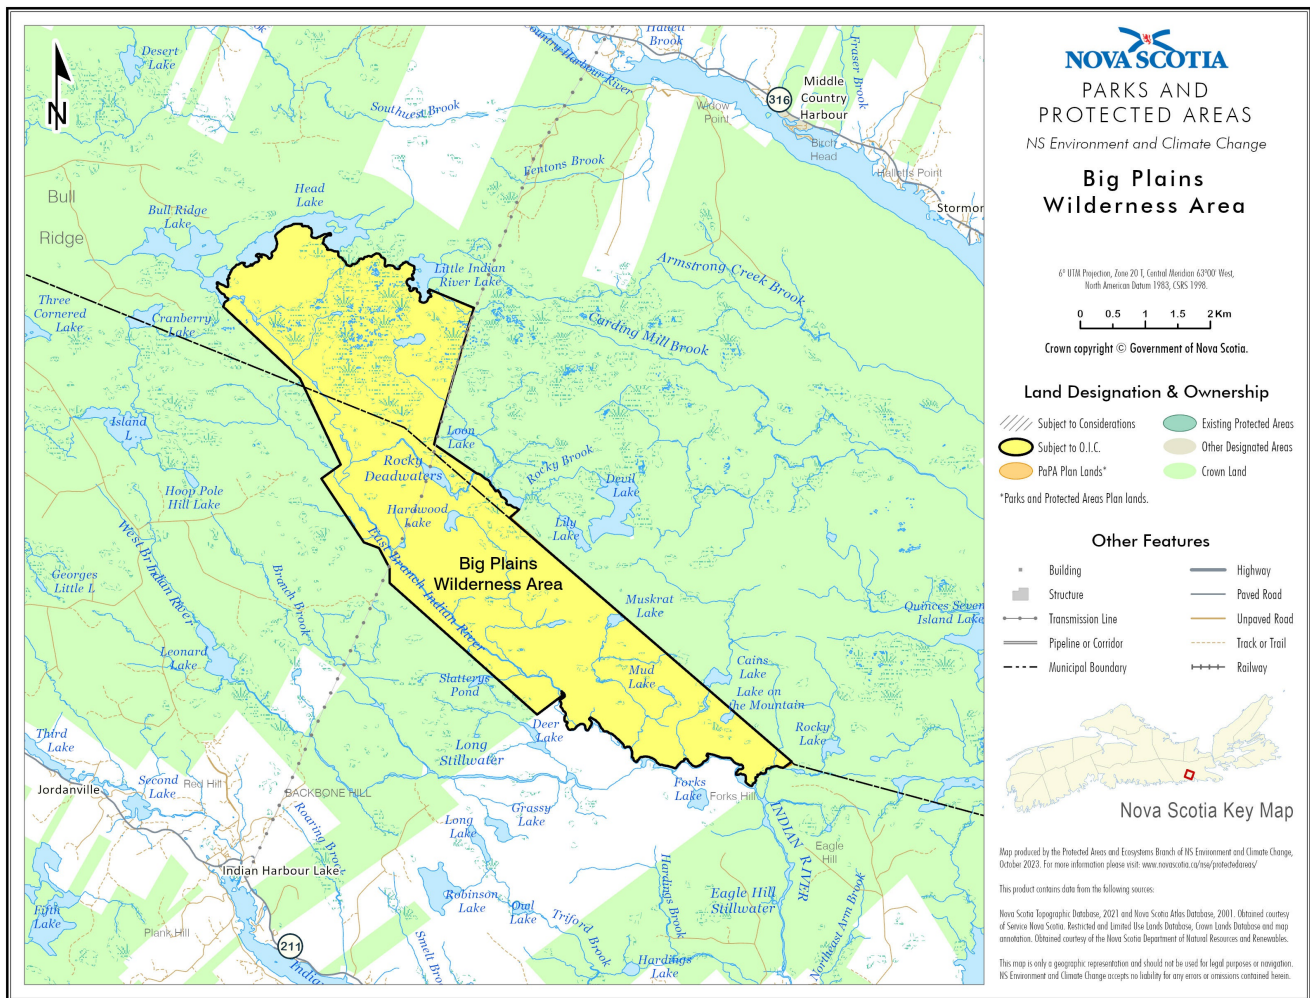 NOVA SCOTIA
PARKS AND
PROTECTED AREAS
NS Environment and Climate Change
Big Plains
Wilderness Area
6° UTM Projection, Zone 20 T, Central Meridian 63°00' West,
North American Datum 1983, CSRS 1998.
0 0.5 1 1.5 2 Km
Crown copyright © Government of Nova Scotia.
Land Designation & Ownership
Subject to Considerations
Existing Protected Areas
Subject to O.I.C.
Other Designated Areas
PaPA Plan Lands*
Crown Land
*Parks and Protected Areas Plan lands.
Other Features
Building
Highway
Structure
Paved Road
Transmission Line
Unpaved Road
Pipeline or Corridor
Track or Trail
Municipal Boundary
Railway
Nova Scotia Key Map
Map produced by the Protected Areas and Ecosystems Branch of NS Environment and Climate Change,
October 2023. For more information please visit: www.novascotia.ca/nse/protectedareas/
This product contains data from the following sources:
Nova Scotia Topographic Database, 2021 and Nova Scotia Atlas Database, 2001. Obtained courtesy
of Service Nova Scotia. Restricted and Limited Use Lands Database, Crown Lands Database and map
annotation. Obtained courtesy of the Nova Scotia Department of Natural Resources and Renewables.
This map is only a geographic representation and should not be used for legal purposes or navigation.
NS Environment and Climate Change accepts no liability for any errors or omissions contained herein.
N
Desert
Lake
Southwest Brook
ountry Harbour River
Hallett
Brook
Fraser Brook
316
Middle
Country
Harbour
Widow
Point
Birch
Head
Halletts Point
Stormor
Fentons Brook
Bull
Ridge
Head
Lake
Bull Ridge
Lake
Little Indian
River Lake
Armstrong Creek Brook
Carding Mill Brook
Three
Cornered
Lake
Cranberry
Lake
Island
L
Loon
Lake
Rocky
Deadwaters
Rocky Brook
Devil
Lake
Hoop Pole
Hill Lake
Hardwood
Lake
Lily
Lake
West Br Indian River
East Branch Indian River
Big Plains
Wilderness Area
Georges
Little L
Branch Brook
Muskrat
Lake
Quinces Seven
Island Lake
Leonard
Lake
Slatterys
Pond
Mud
Lake
Cains
Lake
Lake on
the Mountain
Deer
Lake
Rocky
Lake
Third
Lake
Long
Stillwater
Second
Lake
Red Hill
Jordanville
BACKBONE HILL
Forks
Lake
Forks Hill
Roaring Broo
Grassy
Lake
Long
Lake
INDIAN RIVER
Eagle
Hill
Indian Harbour Lake
Hardings Brook
Robinson
Lake
Owl
Lake
Eagle Hill
Stillwater
Fifth
Lake
Plank Hill
211
Triford Brook
Smelt Bro
Northeast Arm Brook
Hardings
Lake
India